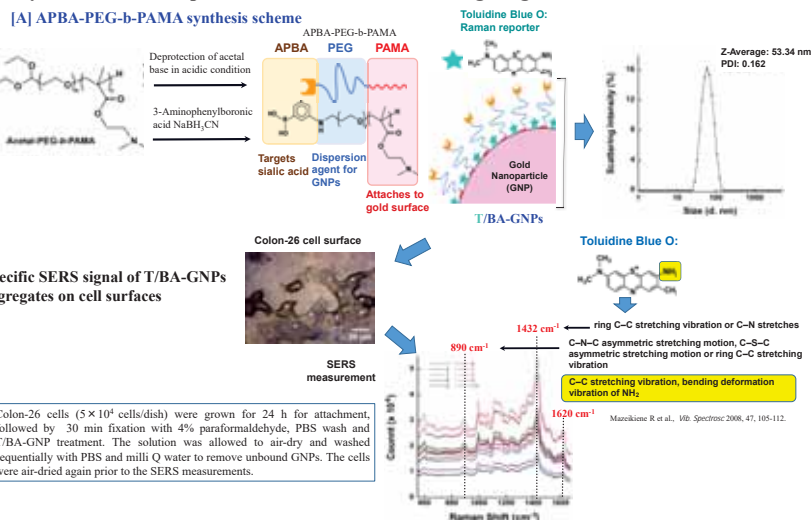 [A] APBA-PEG-b-PAMA synthesis scheme
Deprotection of acetal
base in acidic condition
3-Aminophenylboronic
acid NaBH3CN
Acetal-PEG-b-PAMA
APBA-PEG-b-PAMA
APBA PEG PAMA
Targets
sialic acid
Dispersion
agent for
GNPs
Attaches to
gold surface
Toluidine Blue O:
Raman reporter
Gold
Nanoparticle
(GNP)
T/BA-GNPs
Z-Average: 53.34 nm
PDI: 0.162
Scattering Intensity (%)
Size (d. nm)
1 10 100 1000
Colon-26 cell surface
ecific SERS signal of T/BA-GNPs
gregates on cell surfaces
SERS
measurement
Toluidine Blue O:
1432 cm-1
890 cm-1
1620 cm-1
ring C–C stretching vibration or C–N stretches
C–N–C asymmetric stretching motion, C–S–C
asymmetric stretching motion or ring C–C stretching
vibration
C–C stretching vibration, bending deformation
vibration of NH2
Mazeikiene R et al., Vib. Spectrosc 2008, 47, 105-112.
Count (x 10
Raman Shift (cm-1)
Colon-26 cells (5×10⁴ cells/dish) were grown for 24 h for attachment,
followed by 30 min fixation with 4% paraformaldehyde, PBS wash and
T/BA-GNP treatment. The solution was allowed to air-dry and washed
sequentially with PBS and milli Q water to remove unbound GNPs. The cells
were air-dried again prior to the SERS measurements.